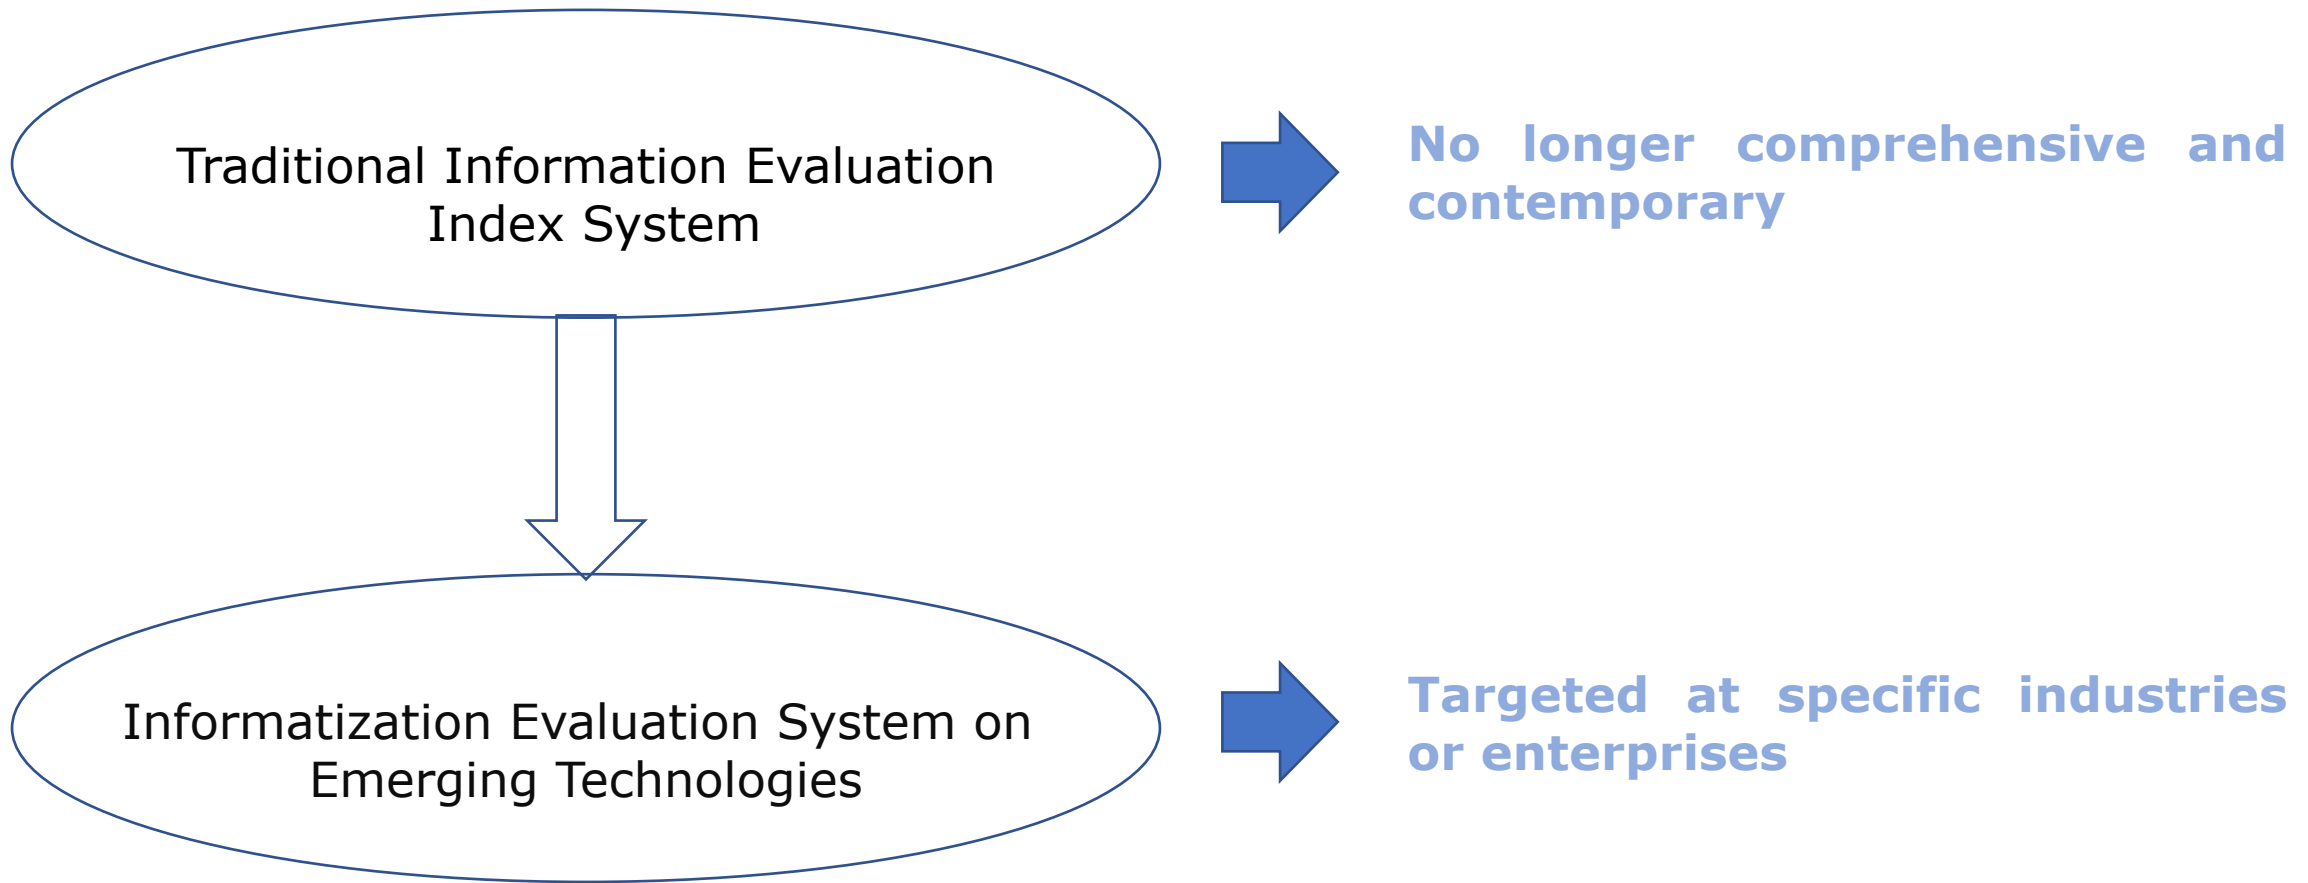 Traditional Information Evaluation
Index System
No longer comprehensive and
contemporary
Informatization Evaluation System on
Emerging Technologies
Targeted at specific industries
or enterprises